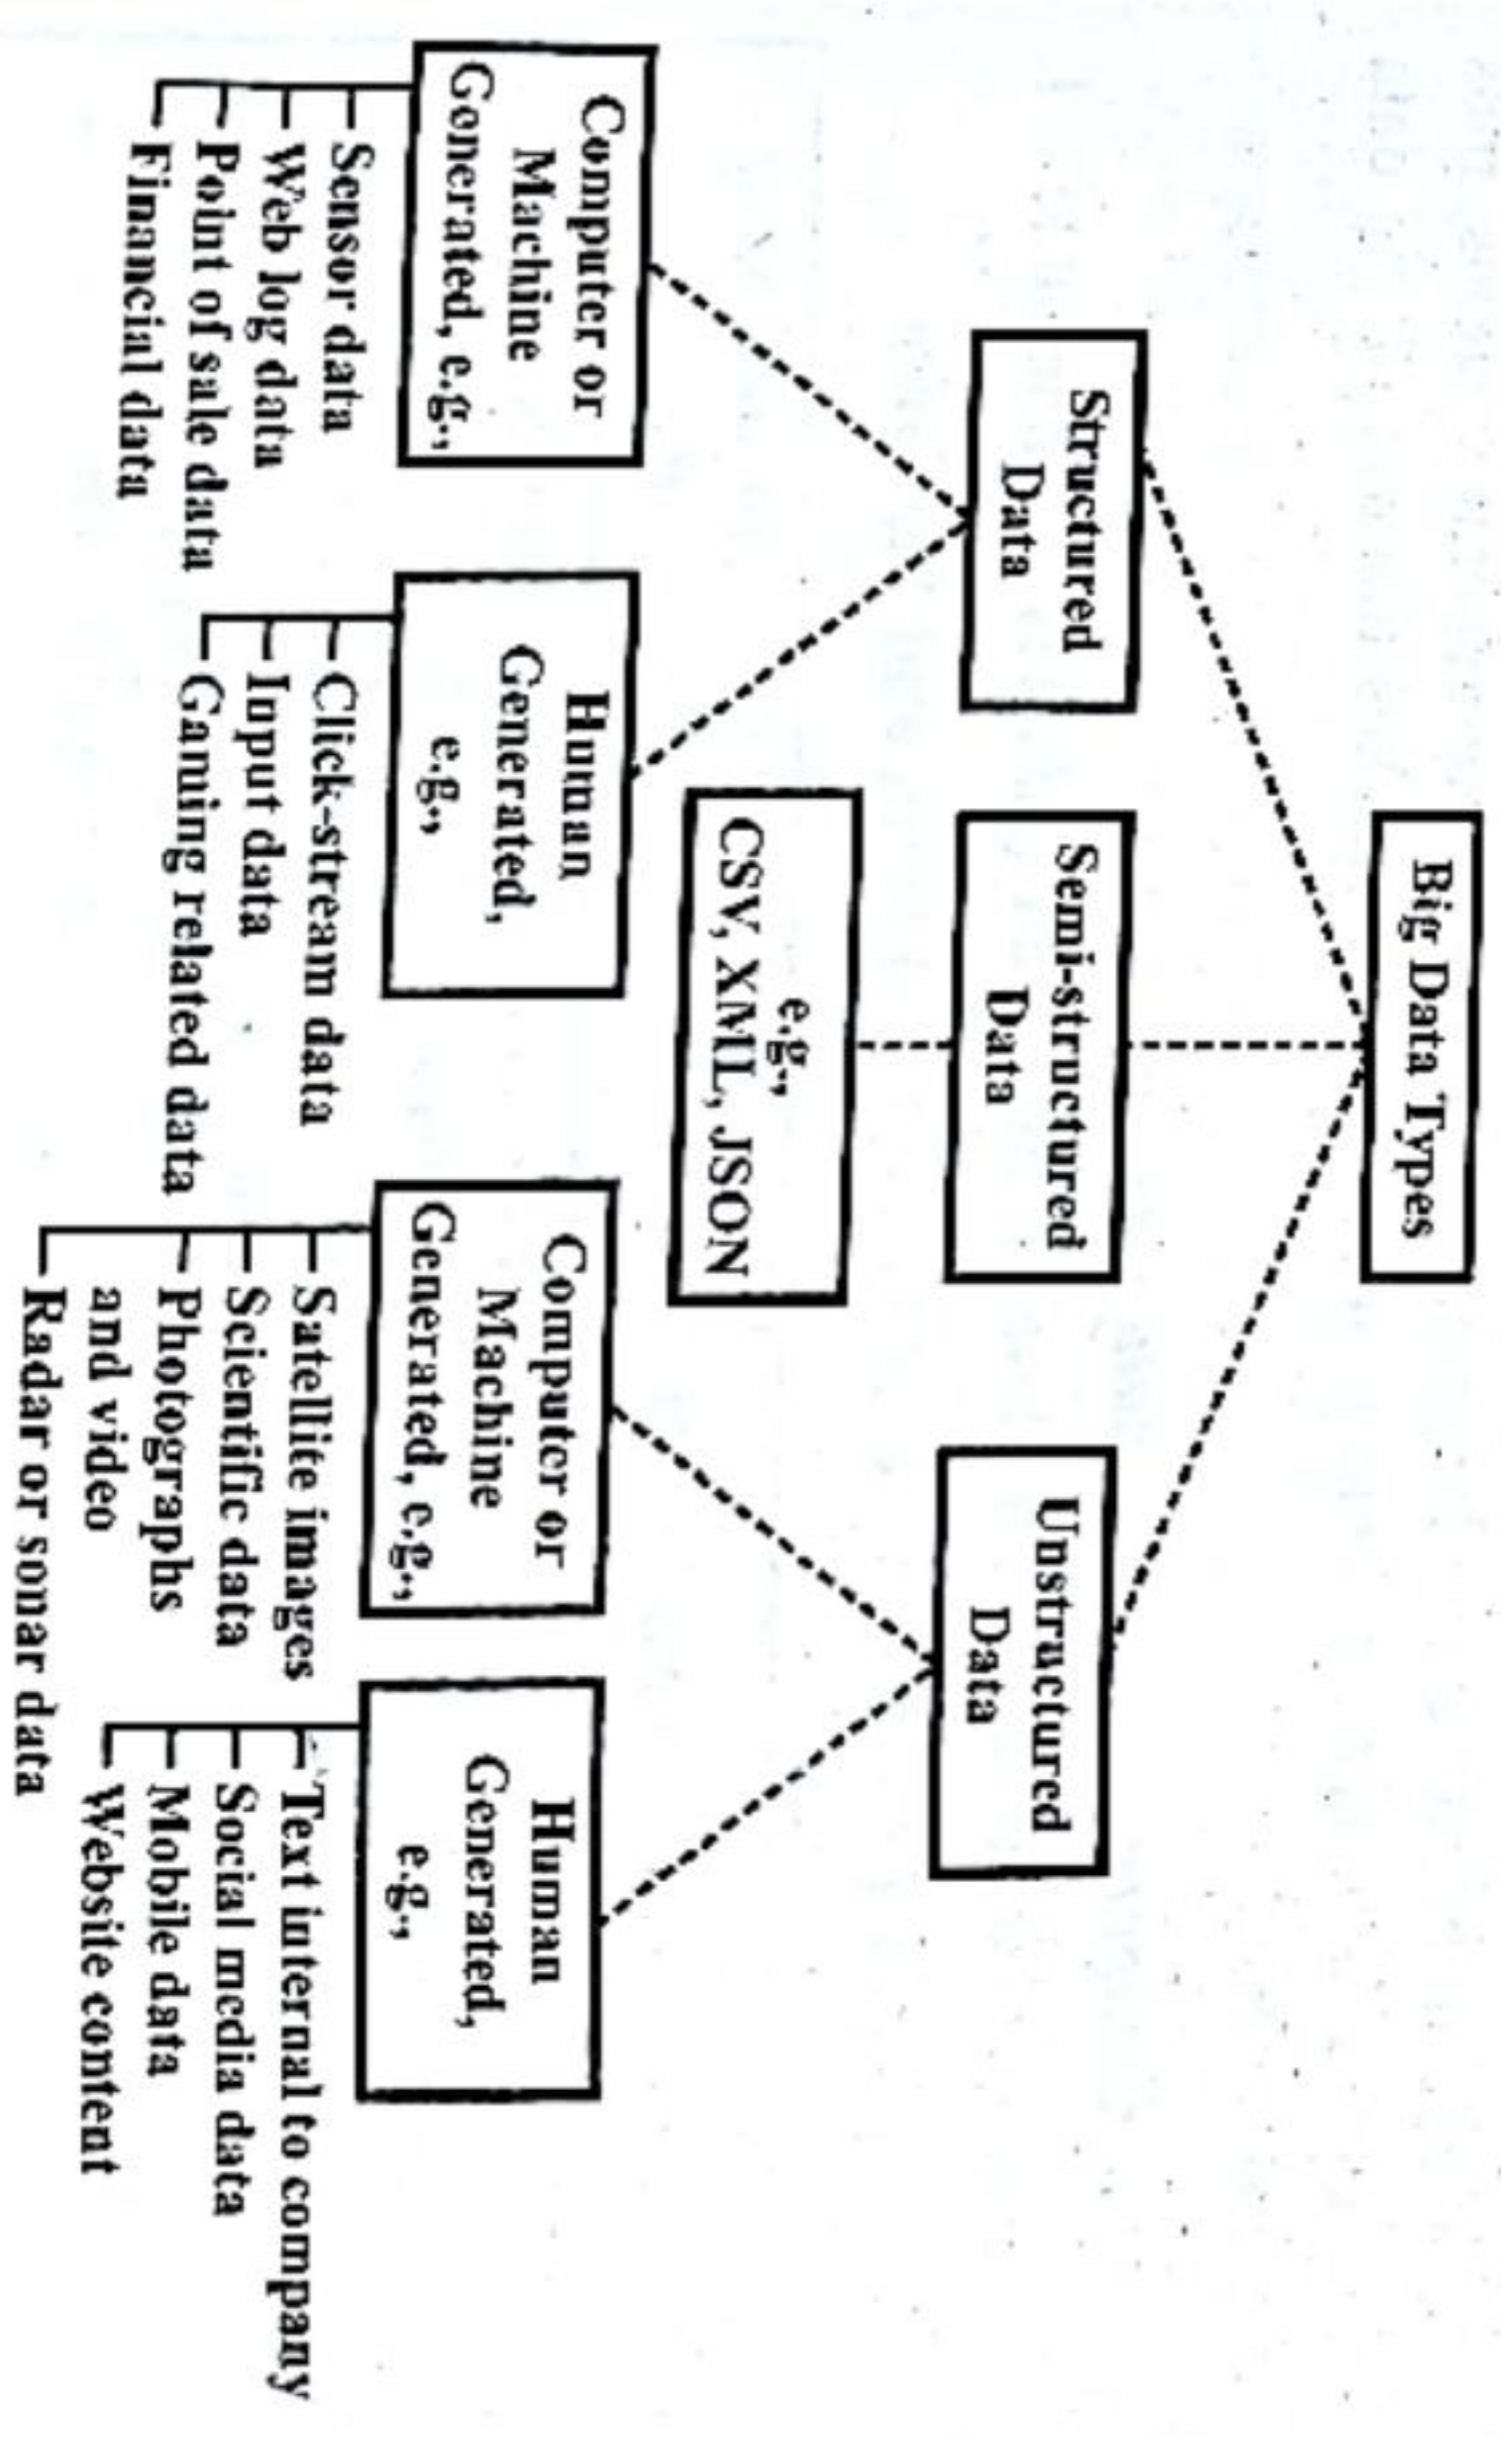 Big Data Types
Structured
Data
Semi-structured
Data
Unstructured
Data
e.g.,
CSV, XML, JSON
Computer or
Machine
Generated, e.g.,
Sensor data
Web log data
Point of sale data
Financial data
Human
Generated,
e.g.,
Click-stream data
Input data
Gaming related data
Computer or
Machine
Generated, e.g.,
Satellite images
Scientific data
Photographs
and video
Radar or sonar data
Human
Generated,
e.g.,
Text internal to company
Social media data
Mobile data
Website content